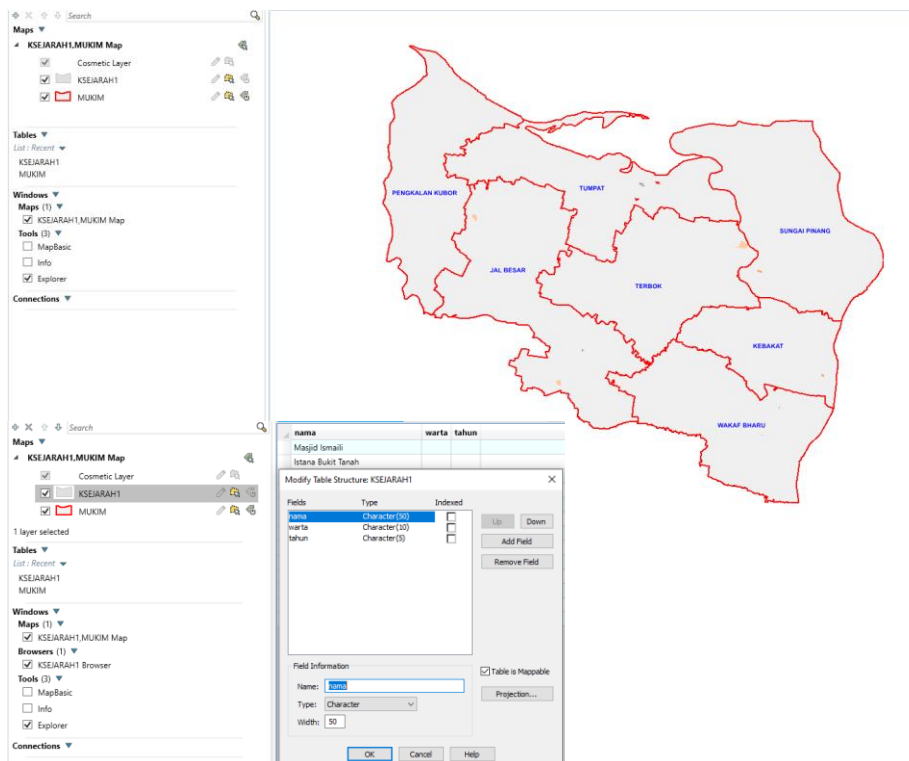 Search
Maps
KSEJARAH1,MUKIM Map
Cosmetic Layer
KSEJARAH1
MUKIM
Tables
List : Recent
KSEJARAH1
MUKIM
Windows
Maps (1)
KSEJARAH1,MUKIM Map
Tools (3)
MapBasic
Info
Explorer
Connections
PENGKALAN KUBOR
TUMPAT
SUNGAI PINANG
JAL BESAR
TERBOK
KEBAKAT
WAKAF BHARU
Search
Maps
KSEJARAH1,MUKIM Map
Cosmetic Layer
KSEJARAH1
MUKIM
1 layer selected
Tables
List : Recent
KSEJARAH1
MUKIM
Windows
Maps (1)
KSEJARAH1,MUKIM Map
Browsers (1)
KSEJARAH1 Browser
Tools (3)
MapBasic
Info
Explorer
Connections
nama warta tahun
Masjid Ismaili
Istana Bukit Tanah
Modify Table Structure: KSEJARAH1
Fields Type Indexed
nama Character(50)
warta Character(10)
tahun Character(5)
Up Down
Add Field
Remove Field
Field Information
Name: nama
Type: Character
Width: 50
Table is Mappable
Projection...
OK Cancel Help